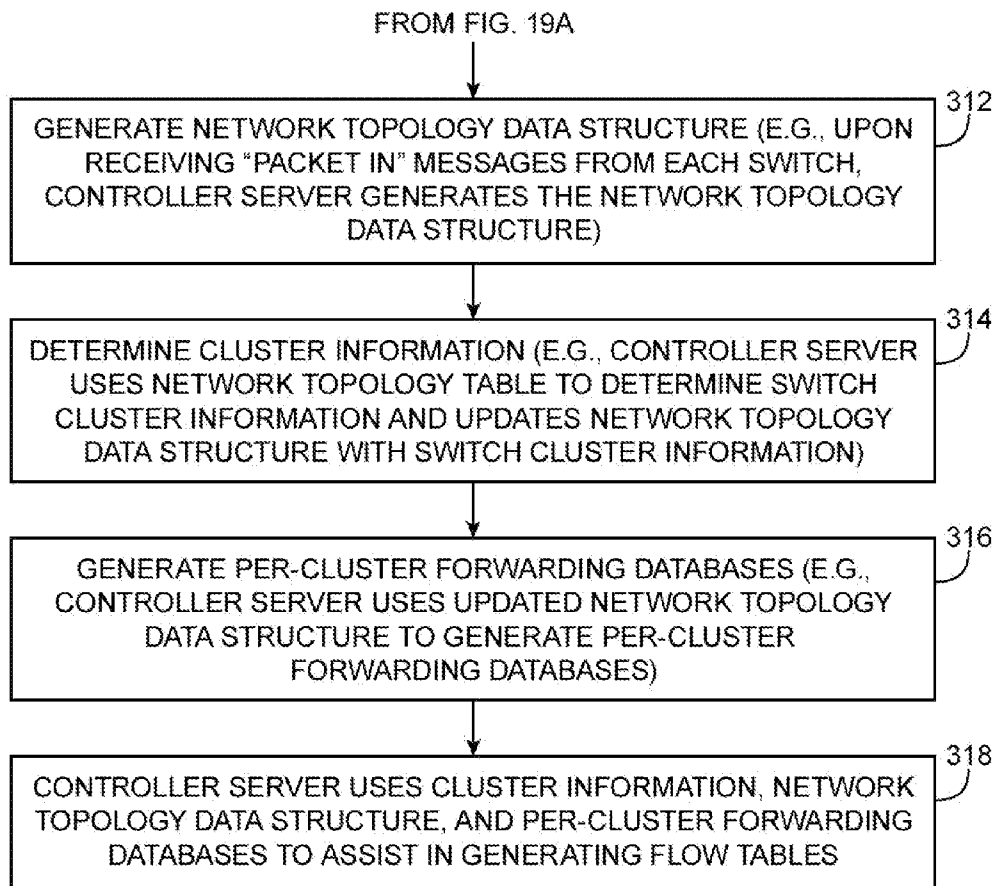 FROM FIG. 19A
312
GENERATE NETWORK TOPOLOGY DATA STRUCTURE (E.G., UPON
RECEIVING "PACKET IN" MESSAGES FROM EACH SWITCH,
CONTROLLER SERVER GENERATES THE NETWORK TOPOLOGY
DATA STRUCTURE)
314
DETERMINE CLUSTER INFORMATION (E.G., CONTROLLER SERVER
USES NETWORK TOPOLOGY TABLE TO DETERMINE SWITCH
CLUSTER INFORMATION AND UPDATES NETWORK TOPOLOGY
DATA STRUCTURE WITH SWITCH CLUSTER INFORMATION)
316
GENERATE PER-CLUSTER FORWARDING DATABASES (E.G.,
CONTROLLER SERVER USES UPDATED NETWORK TOPOLOGY
DATA STRUCTURE TO GENERATE PER-CLUSTER
FORWARDING DATABASES)
318
CONTROLLER SERVER USES CLUSTER INFORMATION, NETWORK
TOPOLOGY DATA STRUCTURE, AND PER-CLUSTER FORWARDING
DATABASES TO ASSIST IN GENERATING FLOW TABLES